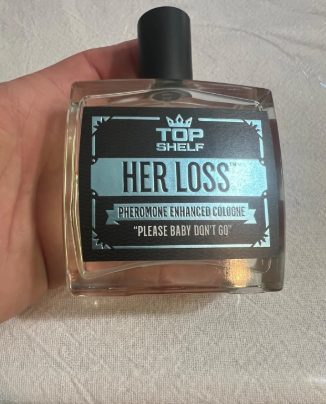 TOP
SHELF
HER LOSS™
PHEROMONE ENHANCED COLOGNE
"PLEASE BABY DON'T GO"